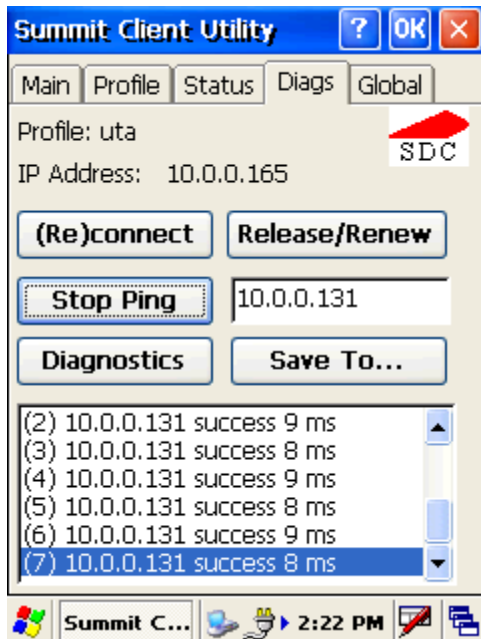 Summit Client Utility ? OK X
Main Profile Status Diags Global
Profile: uta
SDC
IP Address: 10.0.0.165
(Re)connect Release/Renew
Stop Ping 10.0.0.131
Diagnostics Save To...
(2) 10.0.0.131 success 9 ms
(3) 10.0.0.131 success 8 ms
(4) 10.0.0.131 success 9 ms
(5) 10.0.0.131 success 8 ms
(6) 10.0.0.131 success 9 ms
(7) 10.0.0.131 success 8 ms
Summit C... 2:22 PM